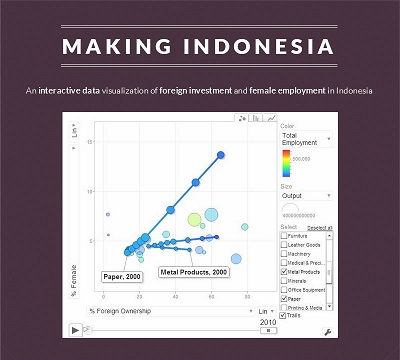 MAKING INDONESIA
An interactive data visualization of foreign investment and female employment in Indonesia
Lin
Color
Total
Employment
500,000
Size
Output
400000000000
Select Deselect all
Furniture
Leather Goods
Machinery
Medical & Preci...
Metal Products
Minerals
Office Equipment
Paper
Printing & Media
Trails
15
10
5
% Female
Paper, 2000
Metal Products, 2000
0 20 40 60 80
% Foreign Ownership Lin
2010